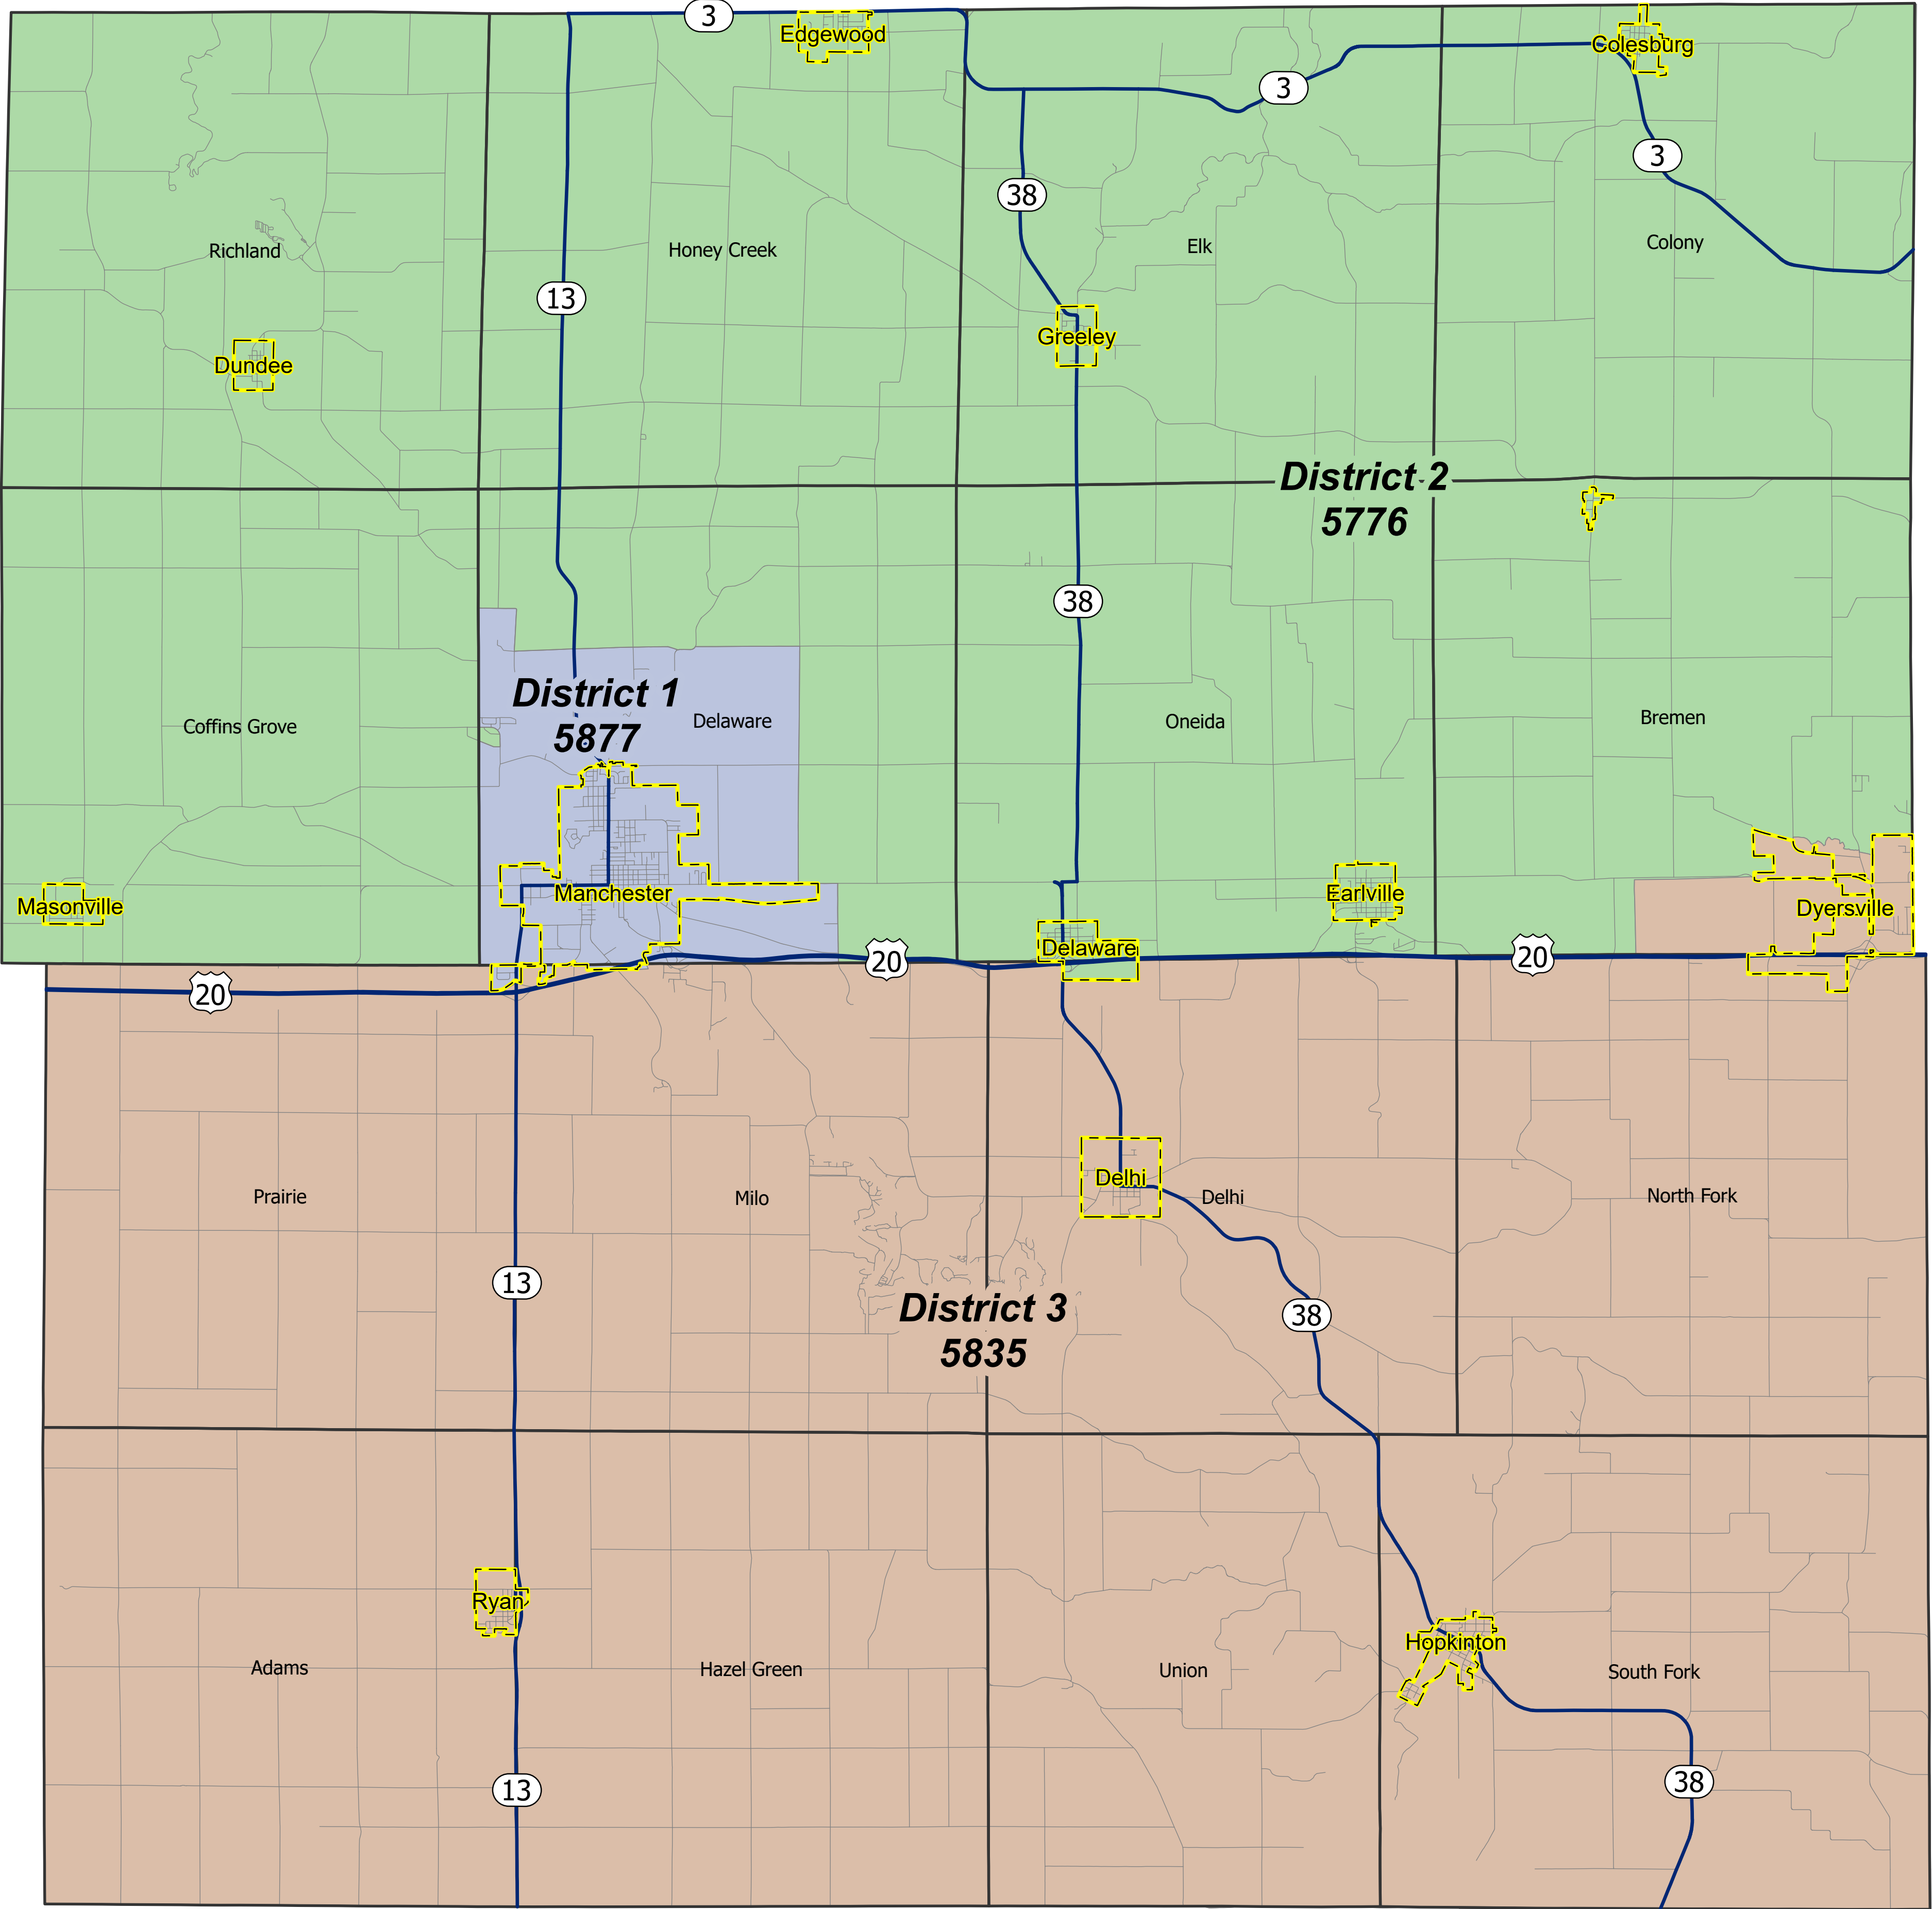 3
Edgewood
Colesburg
3
3
38
Richland
Honey Creek
Elk
Colony
13
Greeley
Dundee
District 2
5776
38
District 1
5877
Delaware
Coffins Grove
Oneida
Bremen
Masonville
Manchester
Earlville
Dyersville
Delaware
20
20
20
Delhi
Prairie
Milo
Delhi
North Fork
13
District 3
5835
38
Ryan
Hopkinton
Adams
Hazel Green
Union
South Fork
13
38